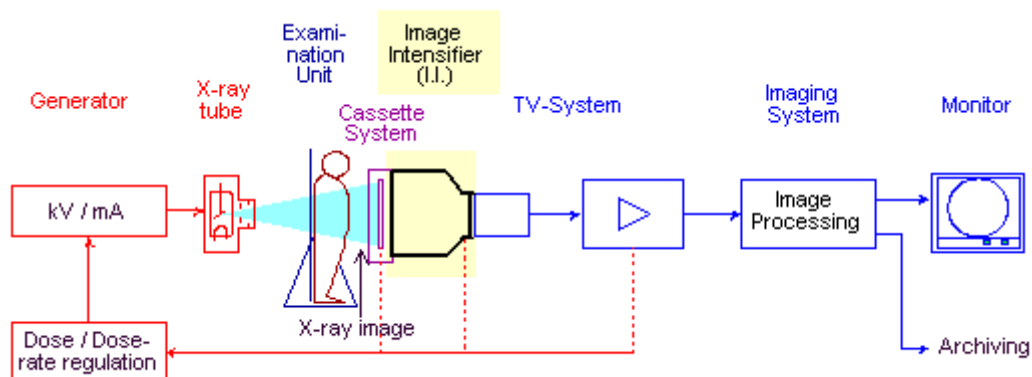 Exami-
nation
Unit
Image
Intensifier
(I.I.)
Generator
X-ray
tube
Cassette
System
TV-System
Imaging
System
Monitor
kV / mA
Image
Processing
X-ray image
Dose / Dose-
rate regulation
Archiving